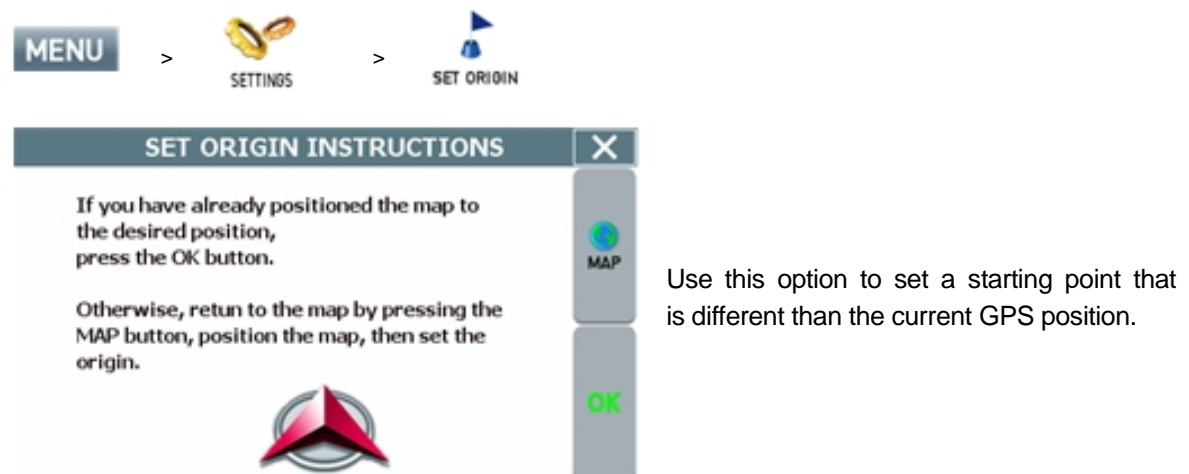 MENU > SETTINGS > SET ORIGIN
SET ORIGIN INSTRUCTIONS X
If you have already positioned the map to
the desired position,
press the OK button.
MAP
Otherwise, retun to the map by pressing the
MAP button, position the map, then set the
origin.
OK
Use this option to set a starting point that
is different than the current GPS position.